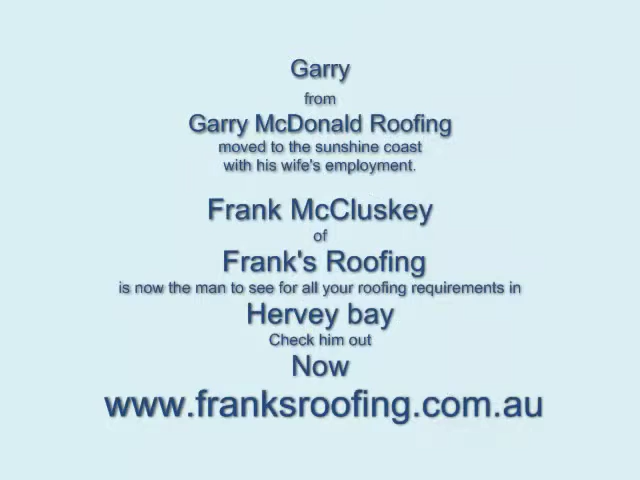 Garry
from
Garry McDonald Roofing
moved to the sunshine coast
with his wife's employment.
Frank McCluskey
of
Frank's Roofing
is now the man to see for all your roofing requirements in
Hervey bay
Check him out
Now
www.franksroofing.com.au